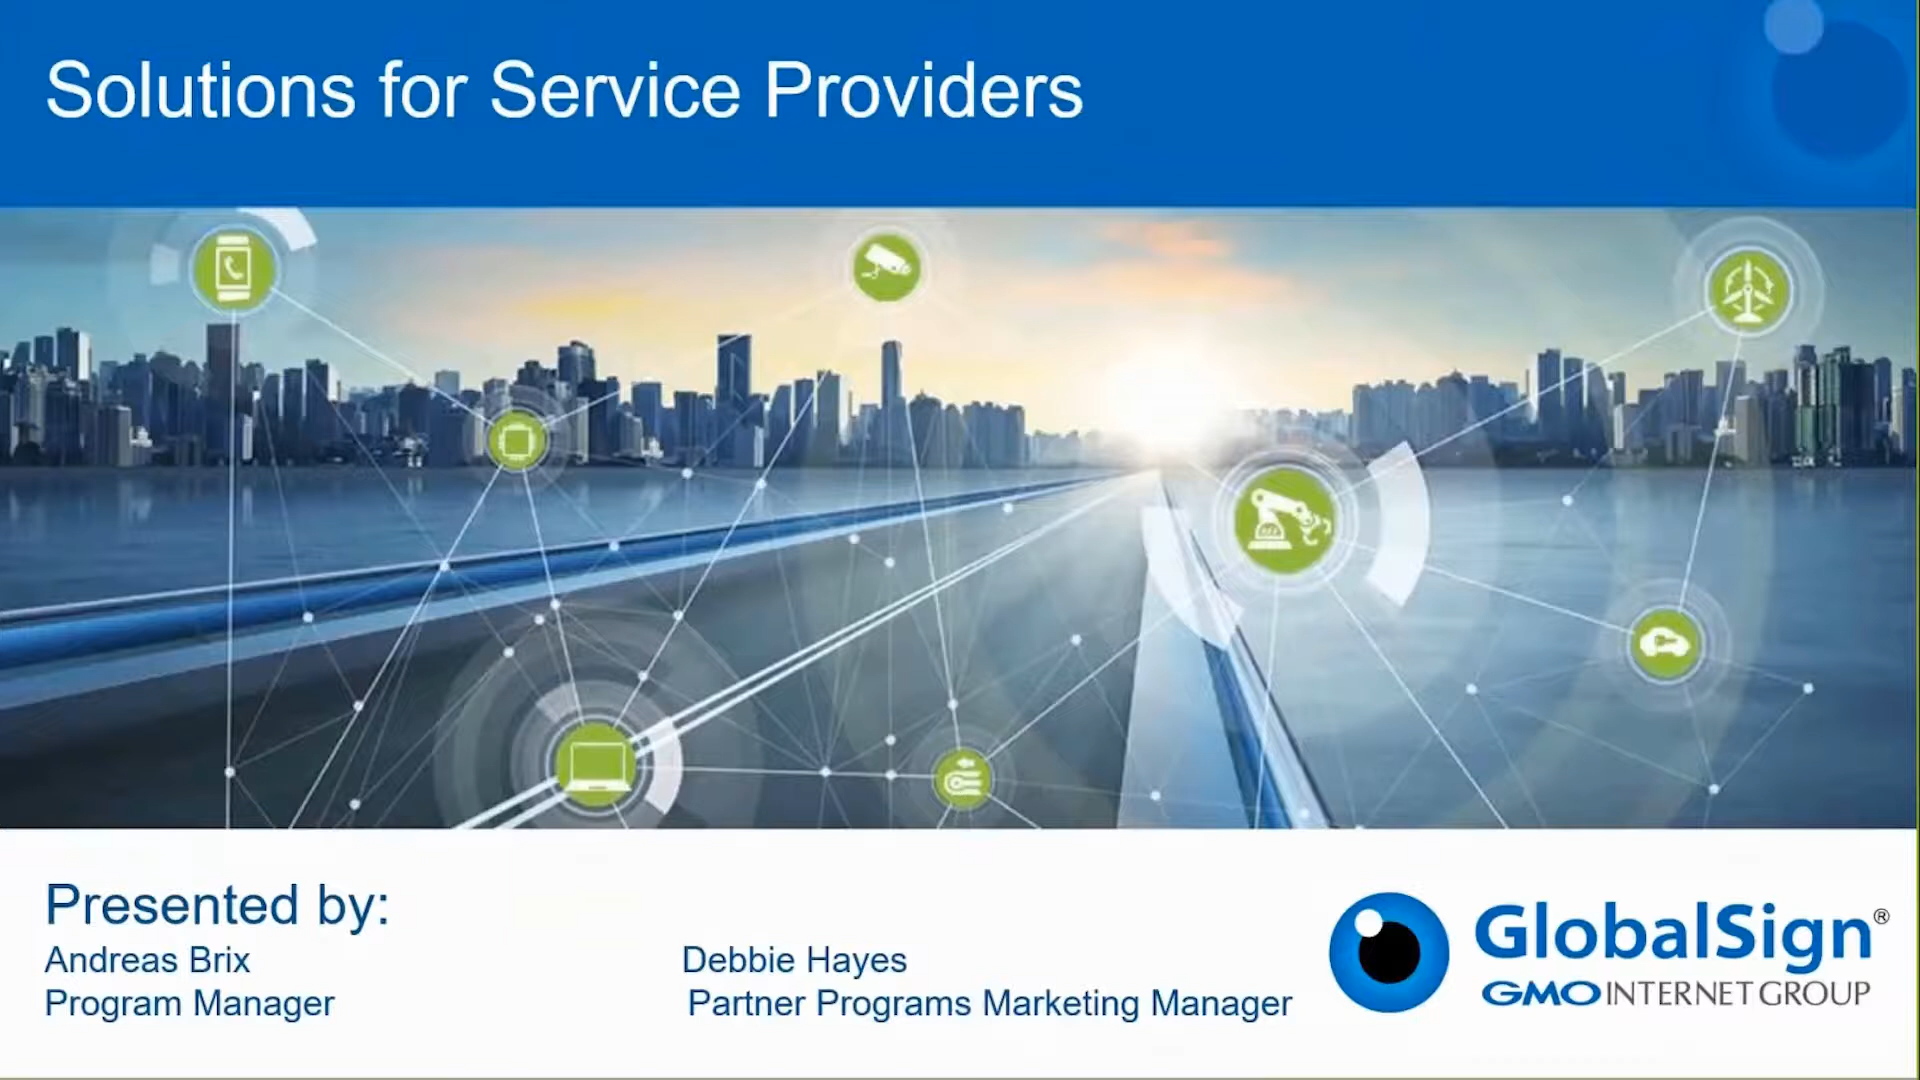 Solutions for Service Providers
Presented by:
Andreas Brix
Program Manager
Debbie Hayes
Partner Programs Marketing Manager
GlobalSign®
GMO INTERNET GROUP